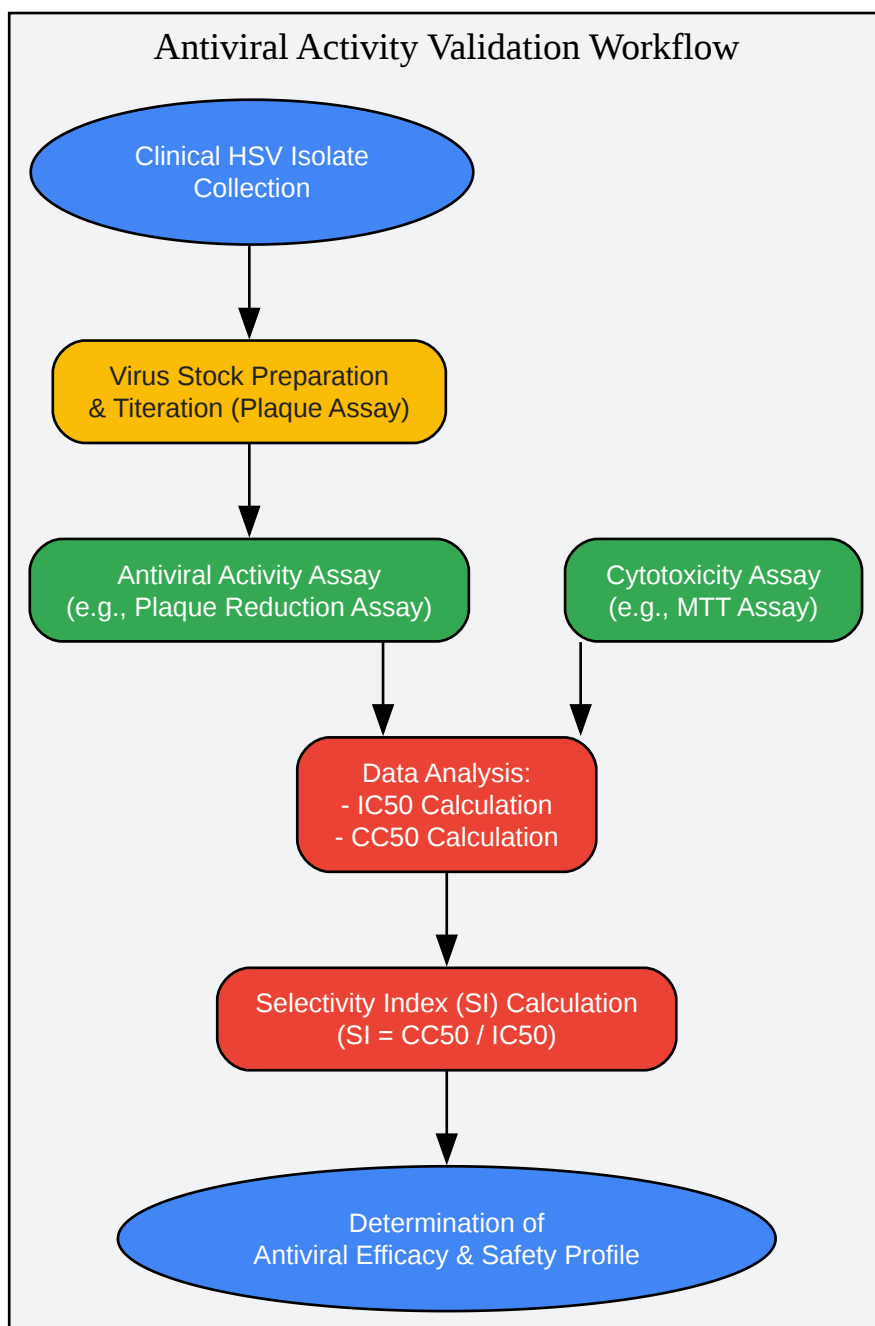 Antiviral Activity Validation Workflow
Clinical HSV Isolate
Collection
Virus Stock Preparation
& Titeration (Plaque Assay)
Antiviral Activity Assay
(e.g., Plaque Reduction Assay)
Cytotoxicity Assay
(e.g., MTT Assay)
Data Analysis:
- IC50 Calculation
- CC50 Calculation
Selectivity Index (SI) Calculation
(SI = CC50 / IC50)
Determination of
Antiviral Efficacy & Safety Profile